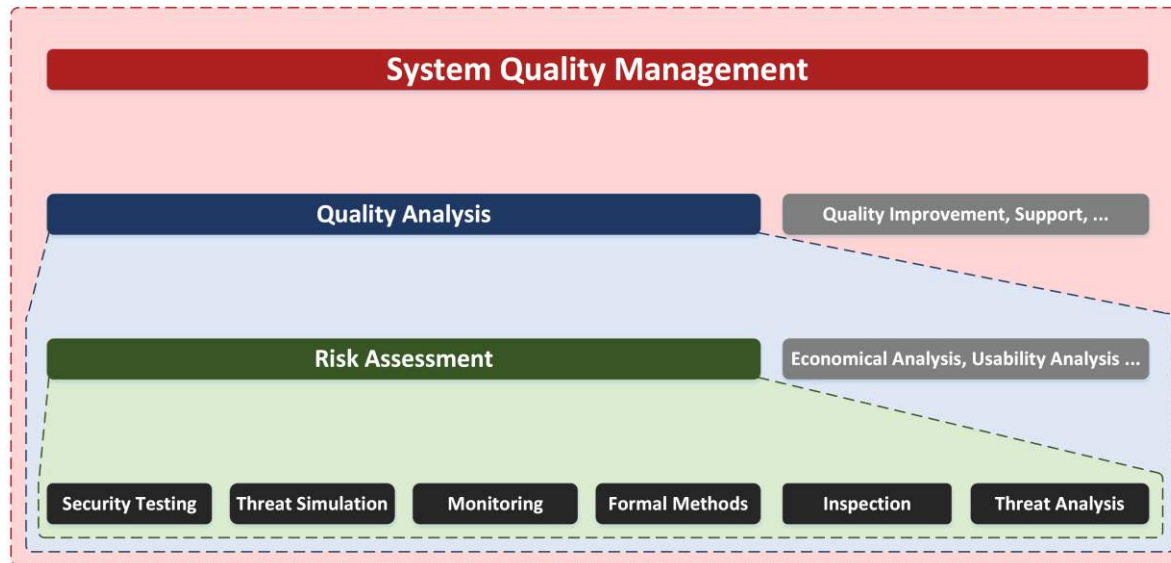 System Quality Management
Quality Analysis
Quality Improvement, Support, ...
Risk Assessment
Economical Analysis, Usability Analysis ...
Security Testing
Threat Simulation
Monitoring
Formal Methods
Inspection
Threat Analysis